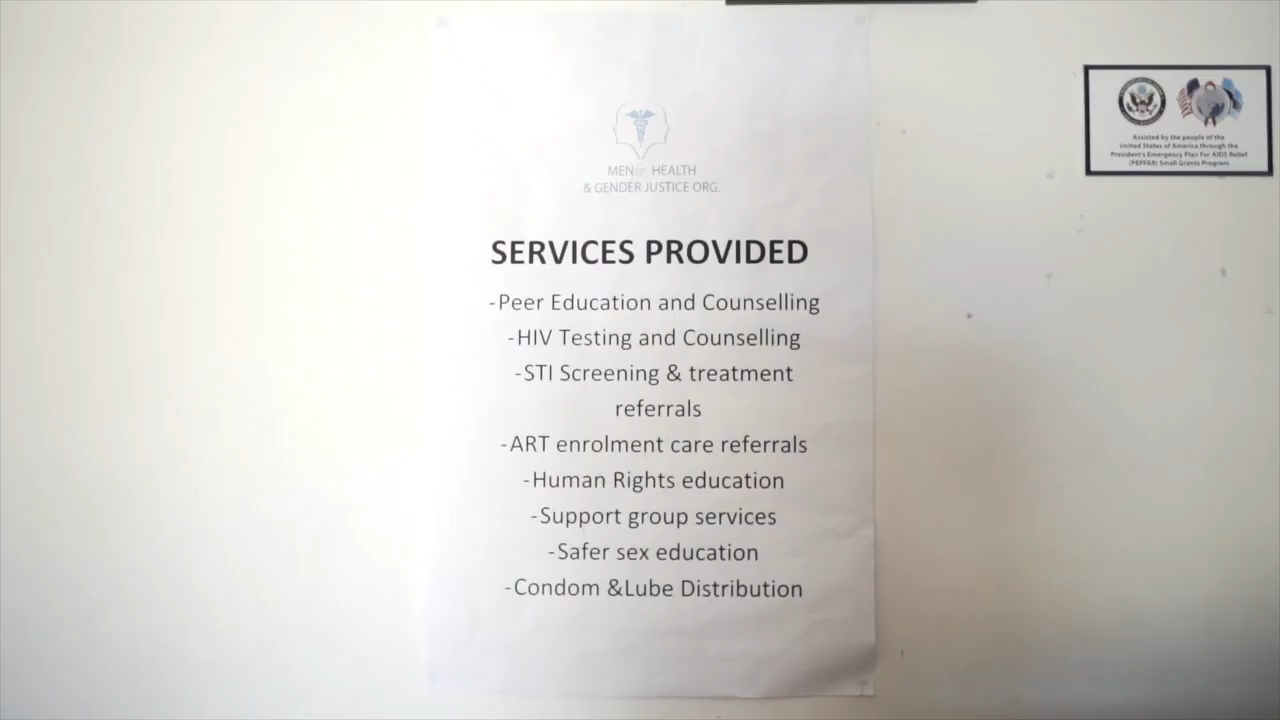 MEN for HEALTH
& GENDER JUSTICE ORG.
SERVICES PROVIDED
-Peer Education and Counselling
-HIV Testing and Counselling
-STI Screening & treatment
referrals
-ART enrolment care referrals
-Human Rights education
-Support group services
-Safer sex education
-Condom &Lube Distribution
Assisted by the people of the
United States of America through the
President's Emergency Plan For AIDS Relief
(PEPFAR) Small Grants Program